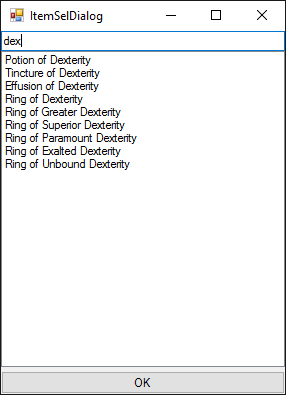 ItemSelDialog
dex
Potion of Dexterity
Tincture of Dexterity
Effusion of Dexterity
Ring of Dexterity
Ring of Greater Dexterity
Ring of Superior Dexterity
Ring of Paramount Dexterity
Ring of Exalted Dexterity
Ring of Unbound Dexterity
OK